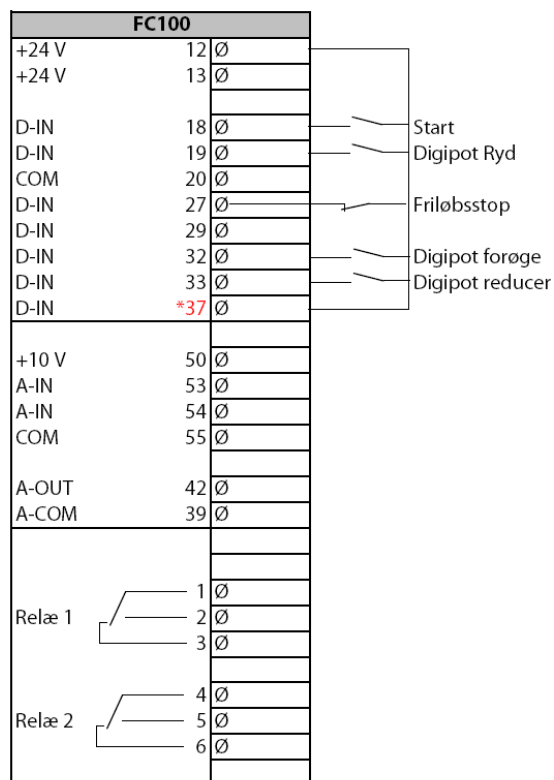 FC100
+24 V 12 Ø
+24 V 13 Ø
D-IN 18 Ø Start
D-IN 19 Ø Digipot Ryd
COM 20 Ø
D-IN 27 Ø Friløbsstop
D-IN 29 Ø
D-IN 32 Ø Digipot forøge
D-IN 33 Ø Digipot reducer
D-IN *37 Ø
+10 V 50 Ø
A-IN 53 Ø
A-IN 54 Ø
COM 55 Ø
A-OUT 42 Ø
A-COM 39 Ø
1 Ø
Relæ 1 2 Ø
3 Ø
4 Ø
Relæ 2 5 Ø
6 Ø